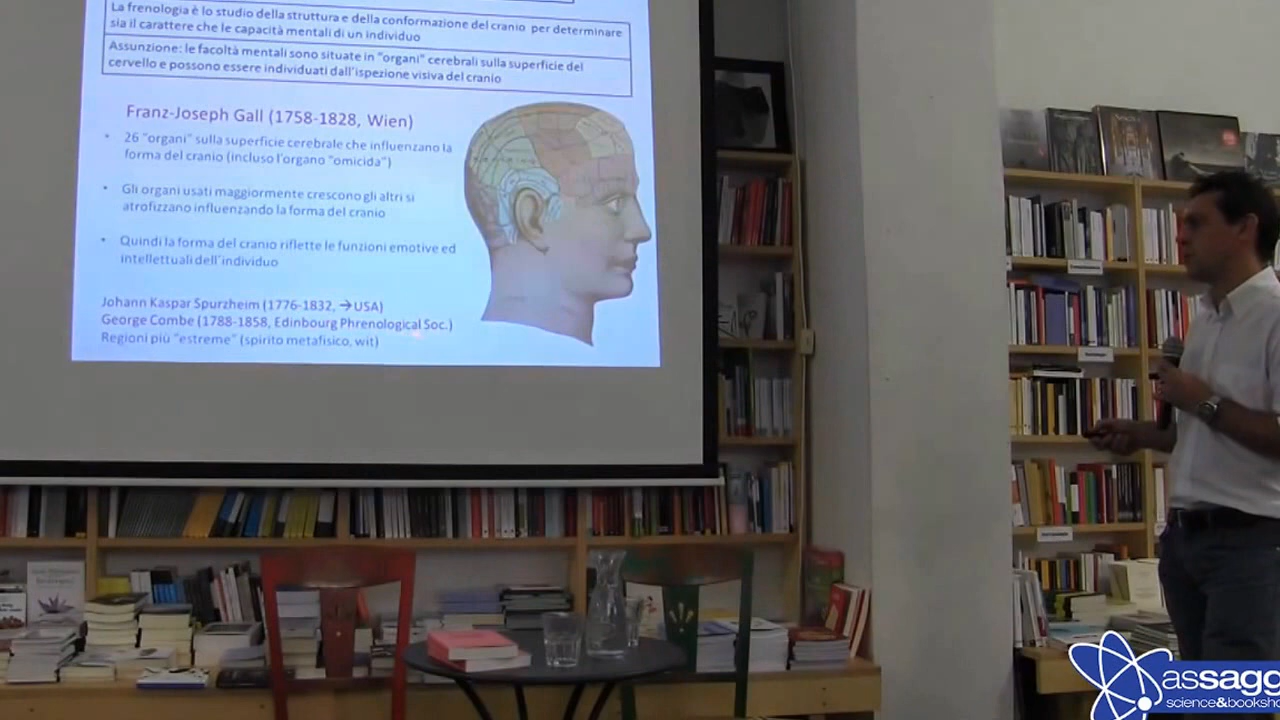 La frenologia è lo studio della struttura e della conformazione del cranio per determinare
sia il carattere che le capacità mentali di un individuo
Assunzione: le facoltà mentali sono situate in "organi" cerebrali sulla superficie del
cervello e possono essere individuati dall'ispezione visiva del cranio
Franz-Joseph Gall (1758-1828, Wien)
• 26 "organi" sulla superficie cerebrale che influenzano la
forma del cranio (incluso l'organo "omicida")
• Gli organi usati maggiormente crescono gli altri si
atrofizzano influenzando la forma del cranio
• Quindi la forma del cranio riflette le funzioni emotive ed
intellettuali dell'individuo
Johann Kaspar Spurzheim (1776-1832, →USA)
George Combe (1788-1858, Edinbourg Phrenological Soc.)
Regioni più "estreme" (spirito metafisico, wit)
assagg
science&booksho